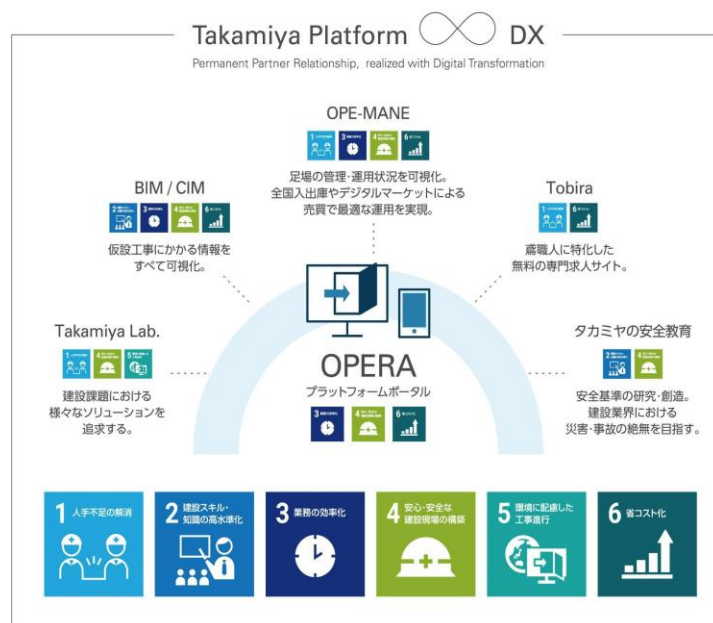 Takamiya Platform DX
Permanent Partner Relationship, realized with Digital Transformation
OPE-MANE
足場の管理・運用状況を可視化。
全国入出庫やデジタルマーケットによる
売買で最適な運用を実現。
BIM / CIM
仮設工事にかかる情報を
すべて可視化。
Tobira
鳶職人に特化した
無料の専門求人サイト。
Takamiya Lab.
建設課題における
様々なソリューションを
追求する。
タカミヤの安全教育
安全基準の研究・創造。
建設業界における
災害・事故の絶無を目指す。
OPERA
プラットフォームポータル
1 人手不足の解消
2 建設スキル・
知識の高水準化
3 業務の効率化
4 安心・安全な
建設現場の構築
5 環境に配慮した
工事進行
6 省コスト化